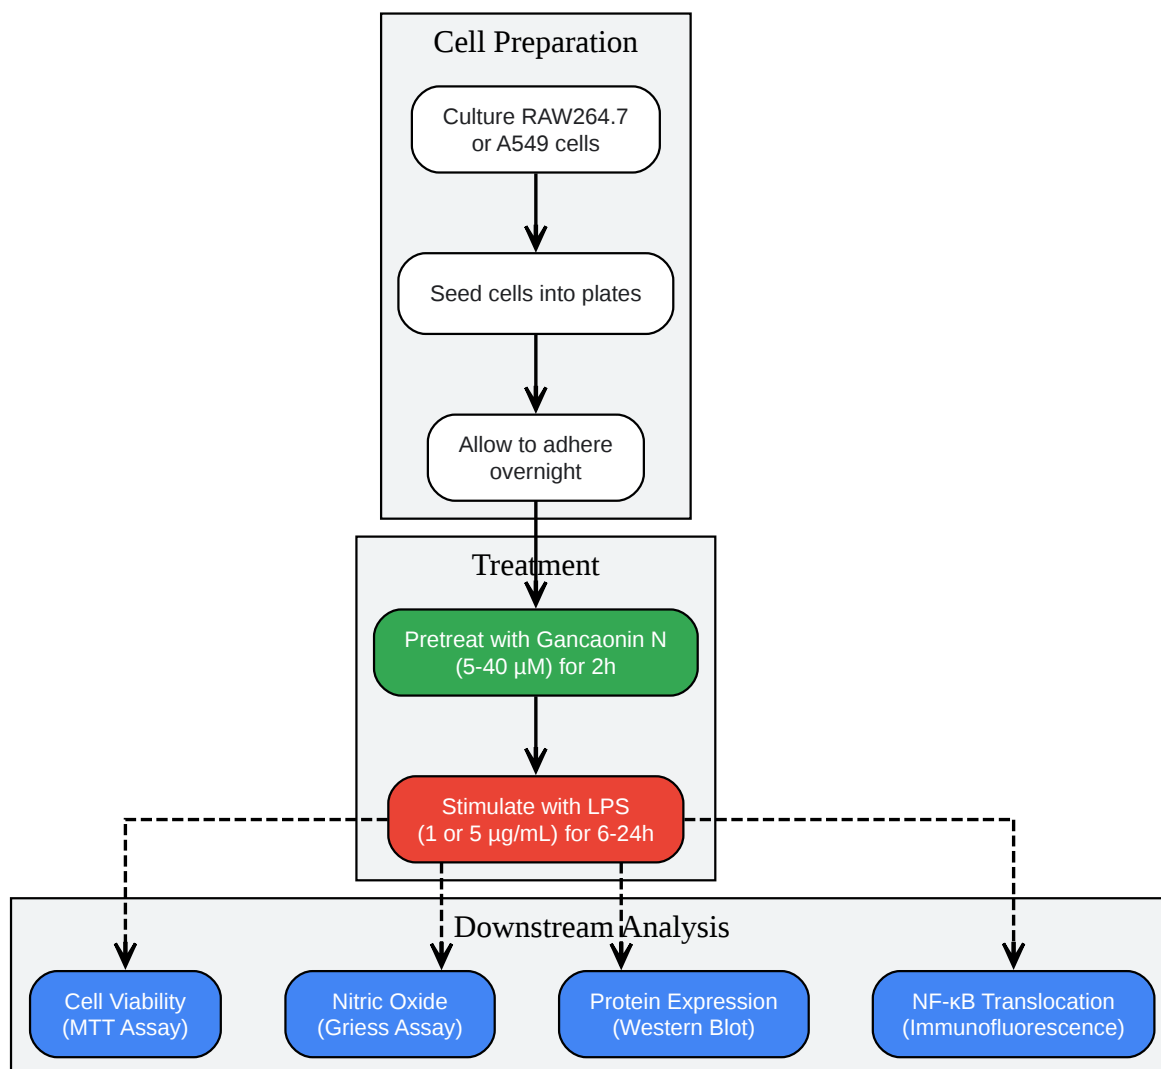 Cell Preparation
Culture RAW264.7
or A549 cells
Seed cells into plates
Allow to adhere
overnight
Treatment
Pretreat with Gancaonin N
(5-40 µM) for 2h
Stimulate with LPS
(1 or 5 µg/mL) for 6-24h
Downstream Analysis
Cell Viability
(MTT Assay)
Nitric Oxide
(Griess Assay)
Protein Expression
(Western Blot)
NF-κB Translocation
(Immunofluorescence)